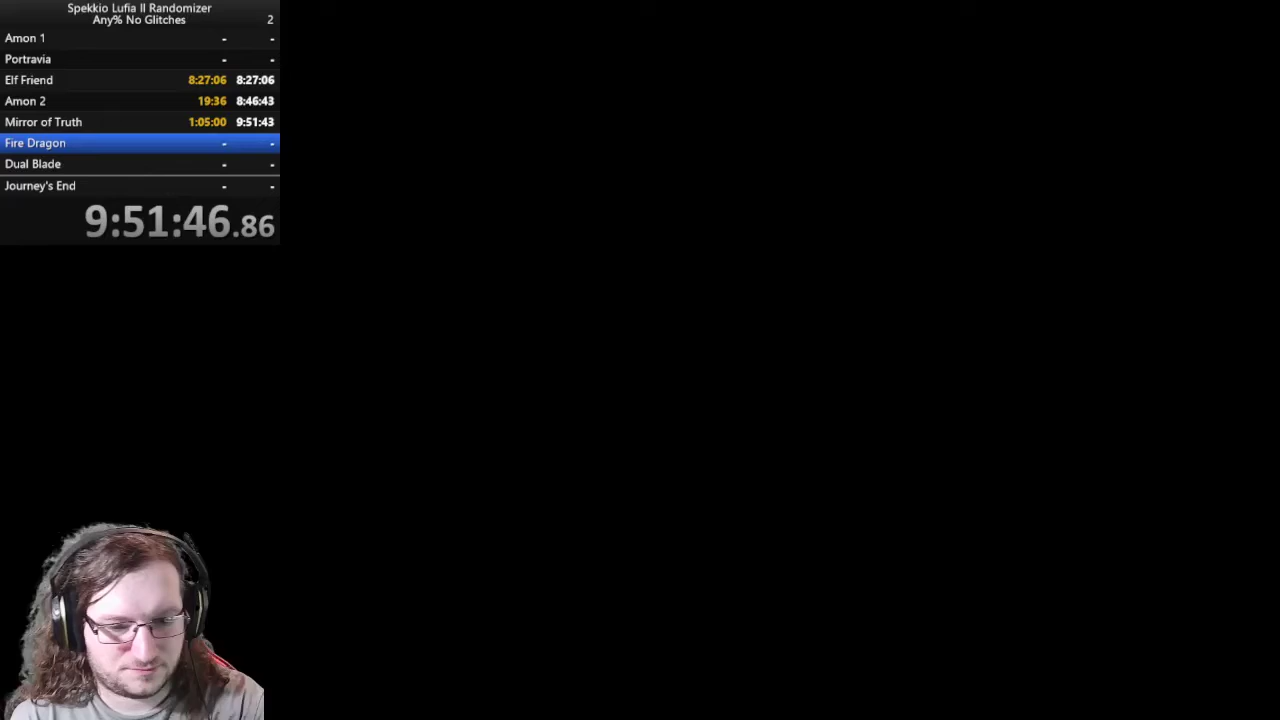 Spekkio Lufia II Randomizer
Any% No Glitches 2
Amon 1 - -
Portravia - -
Elf Friend 8:27:06 8:27:06
Amon 2 19:36 8:46:43
Mirror of Truth 1:05:00 9:51:43
Fire Dragon - -
Dual Blade - -
Journey's End - -
9:51:46.86